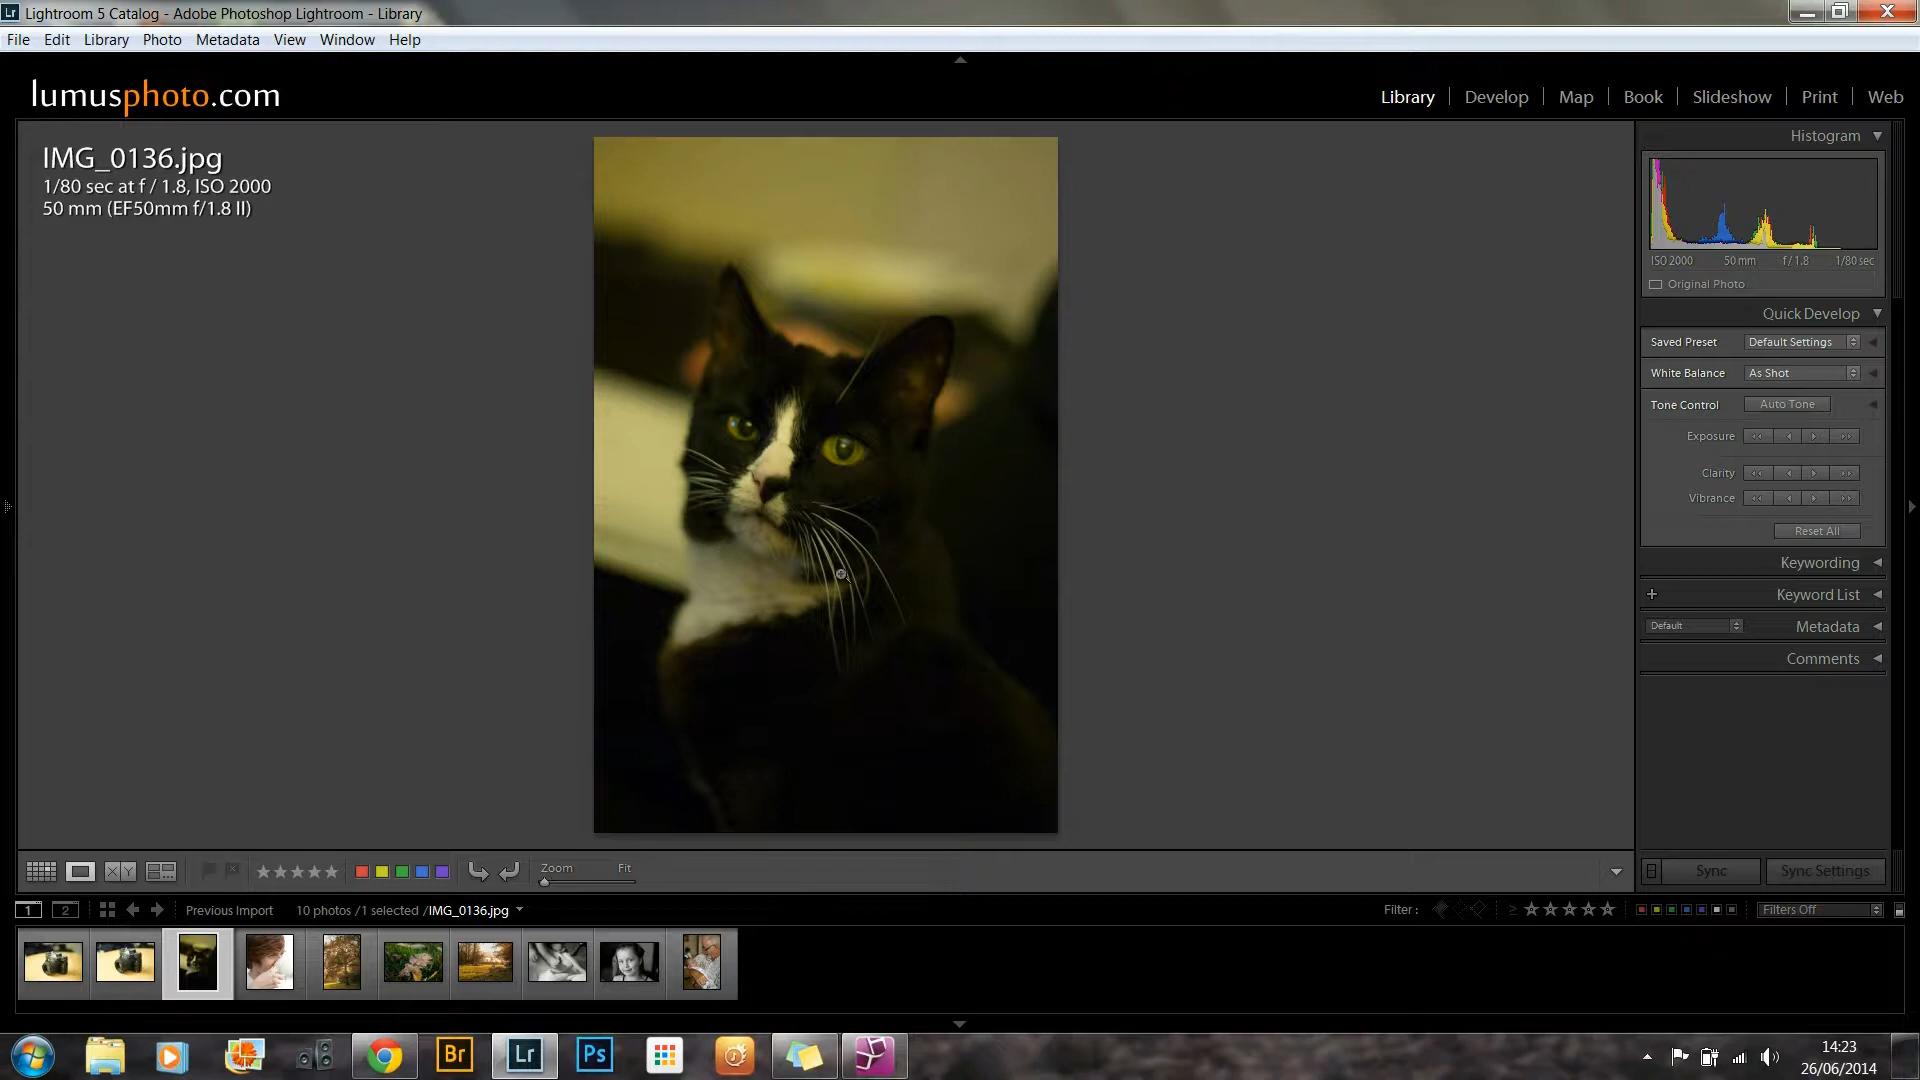 Lr Lightroom 5 Catalog - Adobe Photoshop Lightroom - Library
File Edit Library Photo Metadata View Window Help
lumusphoto.com
Library | Develop | Map | Book | Slideshow | Print | Web
IMG_0136.jpg
1/80 sec at f / 1.8, ISO 2000
50 mm (EF50mm f/1.8 II)
Histogram
ISO 2000 50 mm f / 1.8 1/80 sec
Original Photo
Quick Develop
Saved Preset Default Settings
White Balance As Shot
Tone Control Auto Tone
Exposure
Clarity
Vibrance
Reset All
Keywording
+ Keyword List
Default Metadata
Comments
X Y
Zoom Fit
Sync Sync Settings
1 2 Previous Import 10 photos /1 selected /IMG_0136.jpg
Filter : ≥ Filters Off
Br Lr Ps
14:23
26/06/2014